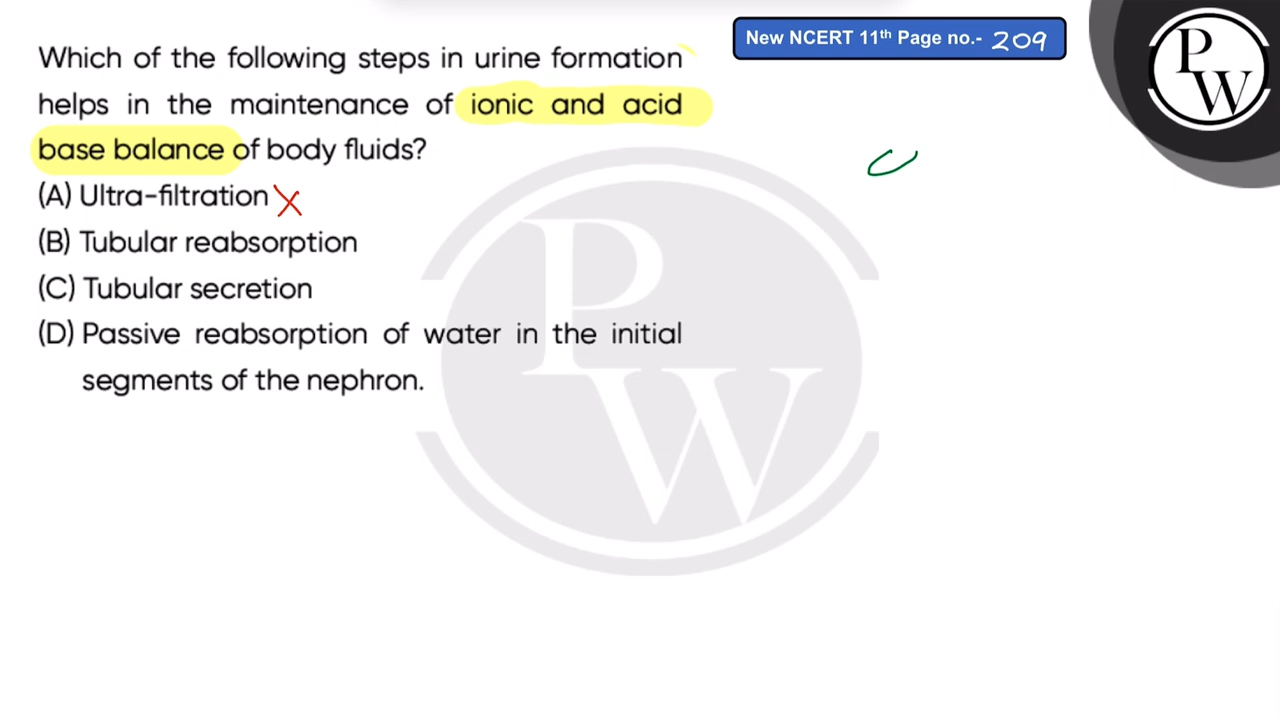 New NCERT 11th Page no.- 209
Which of the following steps in urine formation
helps in the maintenance of ionic and acid
base balance of body fluids?
(A) Ultra-filtration
(B) Tubular reabsorption
(C) Tubular secretion
(D) Passive reabsorption of water in the initial
segments of the nephron.
P
W
P
W